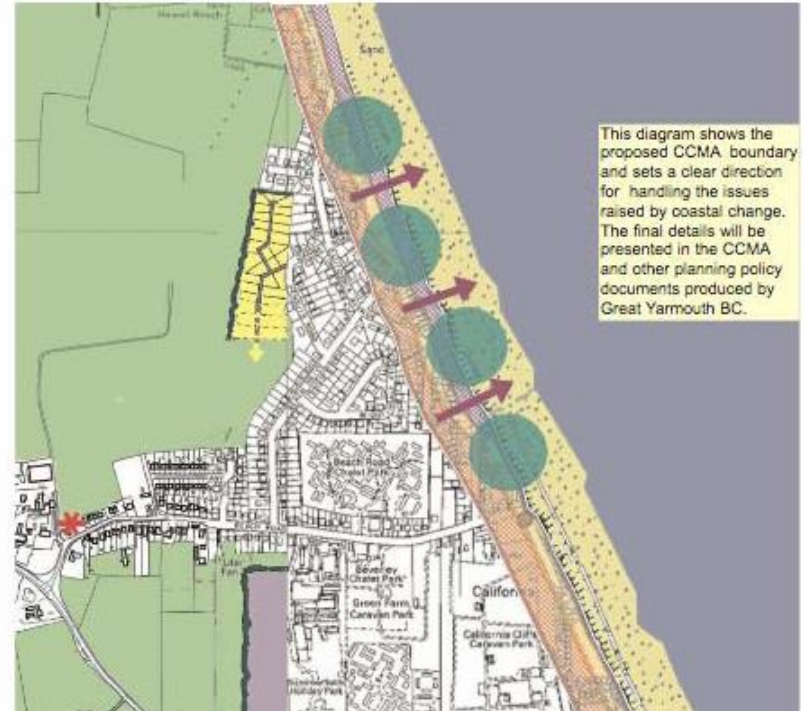 Sand
This diagram shows the
proposed CCMA boundary
and sets a clear direction
for handling the issues
raised by coastal change.
The final details will be
presented in the CCMA
and other planning policy
documents produced by
Great Yarmouth BC.
Beach Road
Chalet Park
Beverley
Chalet Park
Green Farm
Caravan Park
California
California Cliffs
Caravan Park
Holiday Park